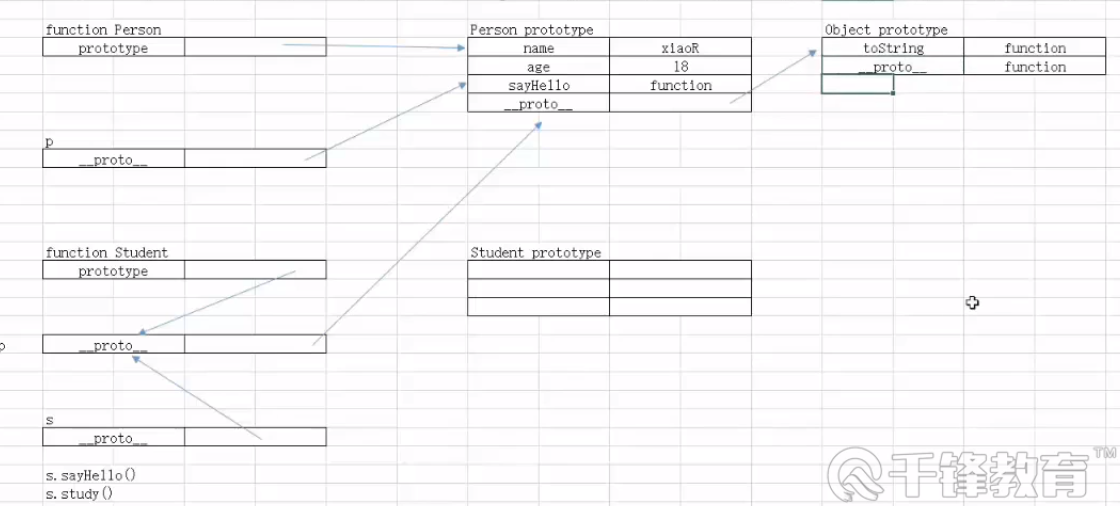 function Person
prototype
Person prototype
name xiaoR
age 18
sayHello function
__proto__
Object prototype
toString function
__proto__ function
p
__proto__
function Student
prototype
Student prototype
p __proto__
s
__proto__
s.sayHello()
s.study()
千锋教育TM